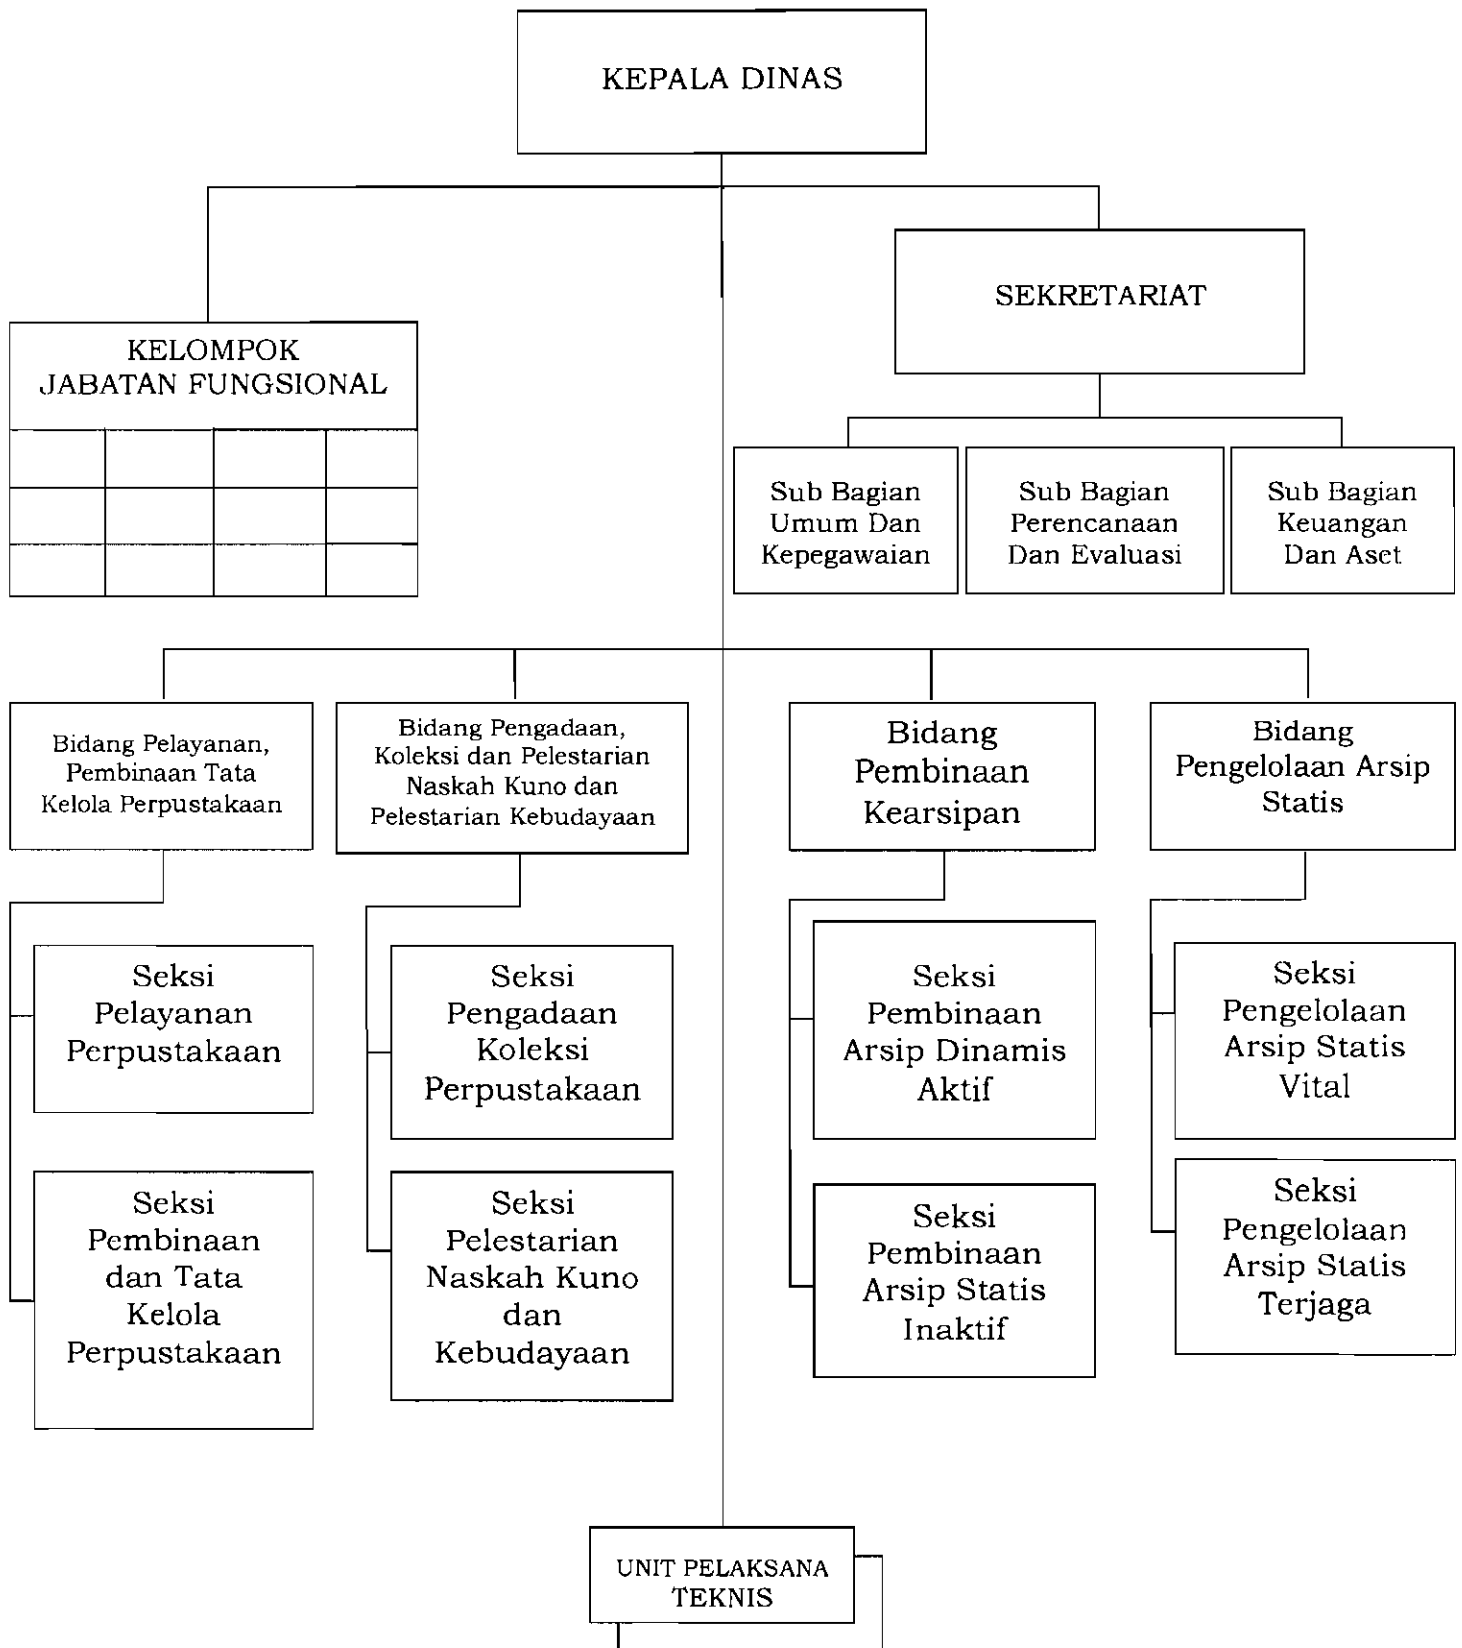 KEPALA DINAS
SEKRETARIAT
KELOMPOK
JABATAN FUNGSIONAL
Sub Bagian
Umum Dan
Kepegawaian
Sub Bagian
Perencanaan
Dan Evaluasi
Sub Bagian
Keuangan
Dan Aset
Bidang Pelayanan,
Pembinaan Tata
Kelola Perpustakaan
Bidang Pengadaan,
Koleksi dan Pelestarian
Naskah Kuno dan
Pelestarian Kebudayaan
Bidang
Pembinaan
Kearsipan
Bidang
Pengelolaan Arsip
Statis
Seksi
Pelayanan
Perpustakaan
Seksi
Pengadaan
Koleksi
Perpustakaan
Seksi
Pembinaan
Arsip Dinamis
Aktif
Seksi
Pengelolaan
Arsip Statis
Vital
Seksi
Pembinaan
dan Tata
Kelola
Perpustakaan
Seksi
Pelestarian
Naskah Kuno
dan
Kebudayaan
Seksi
Pembinaan
Arsip Statis
Inaktif
Seksi
Pengelolaan
Arsip Statis
Terjaga
UNIT PELAKSANA
TEKNIS